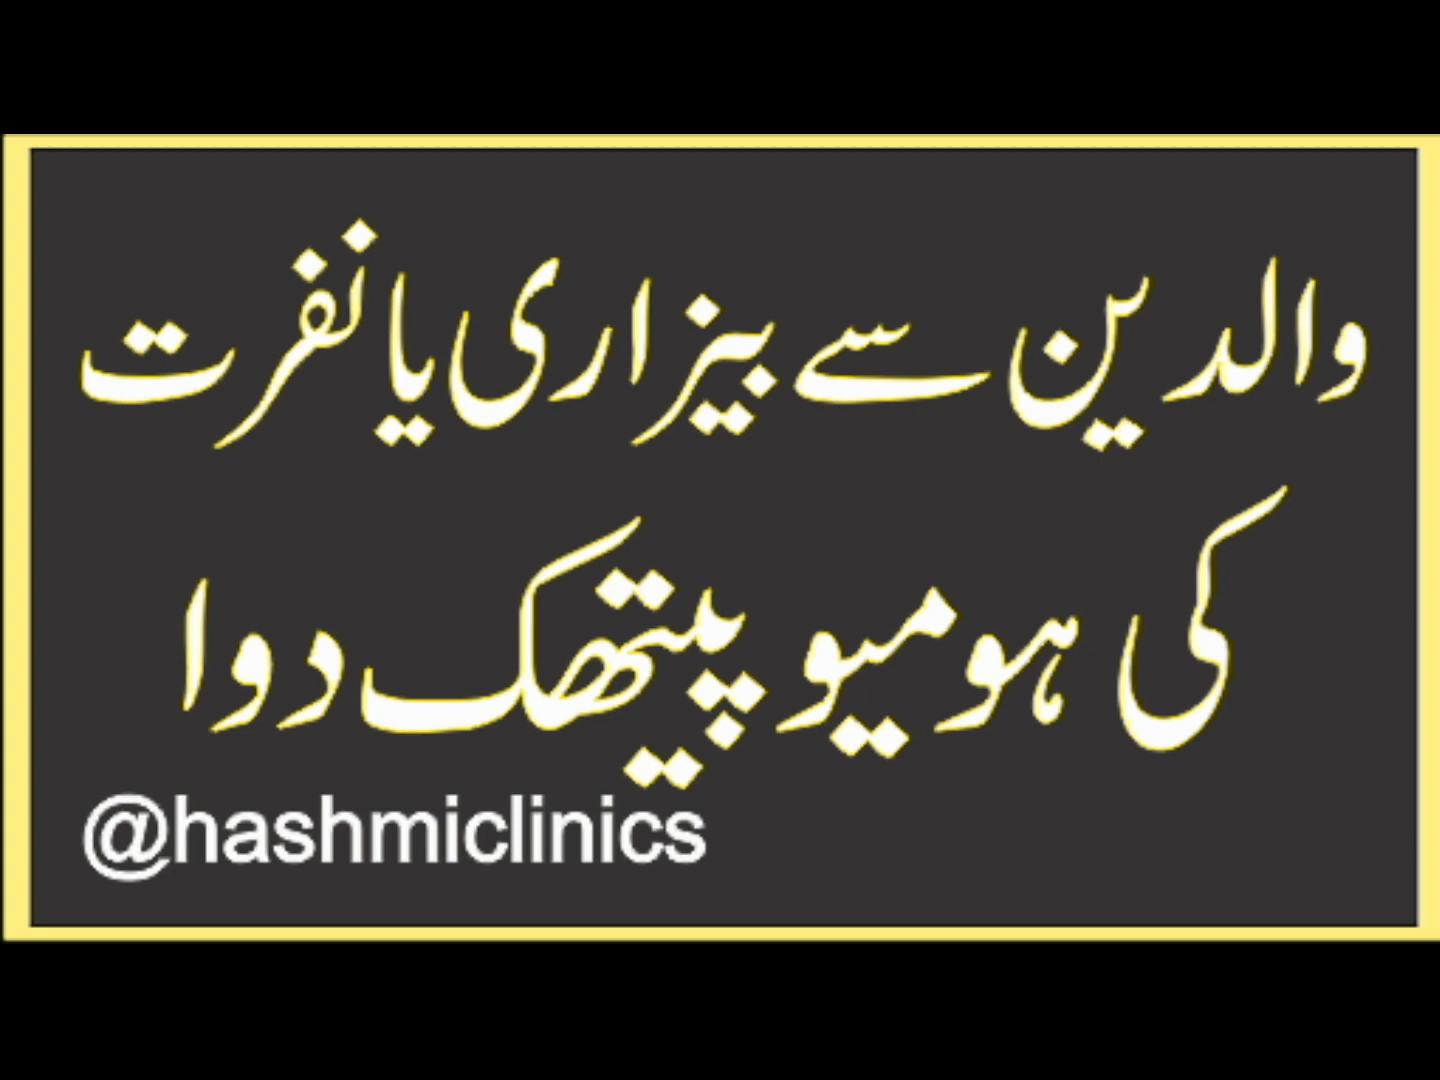 والدین سے بیزاری یا نفرت
کی ہومیو پیتھک دوا
@hashmiclinics